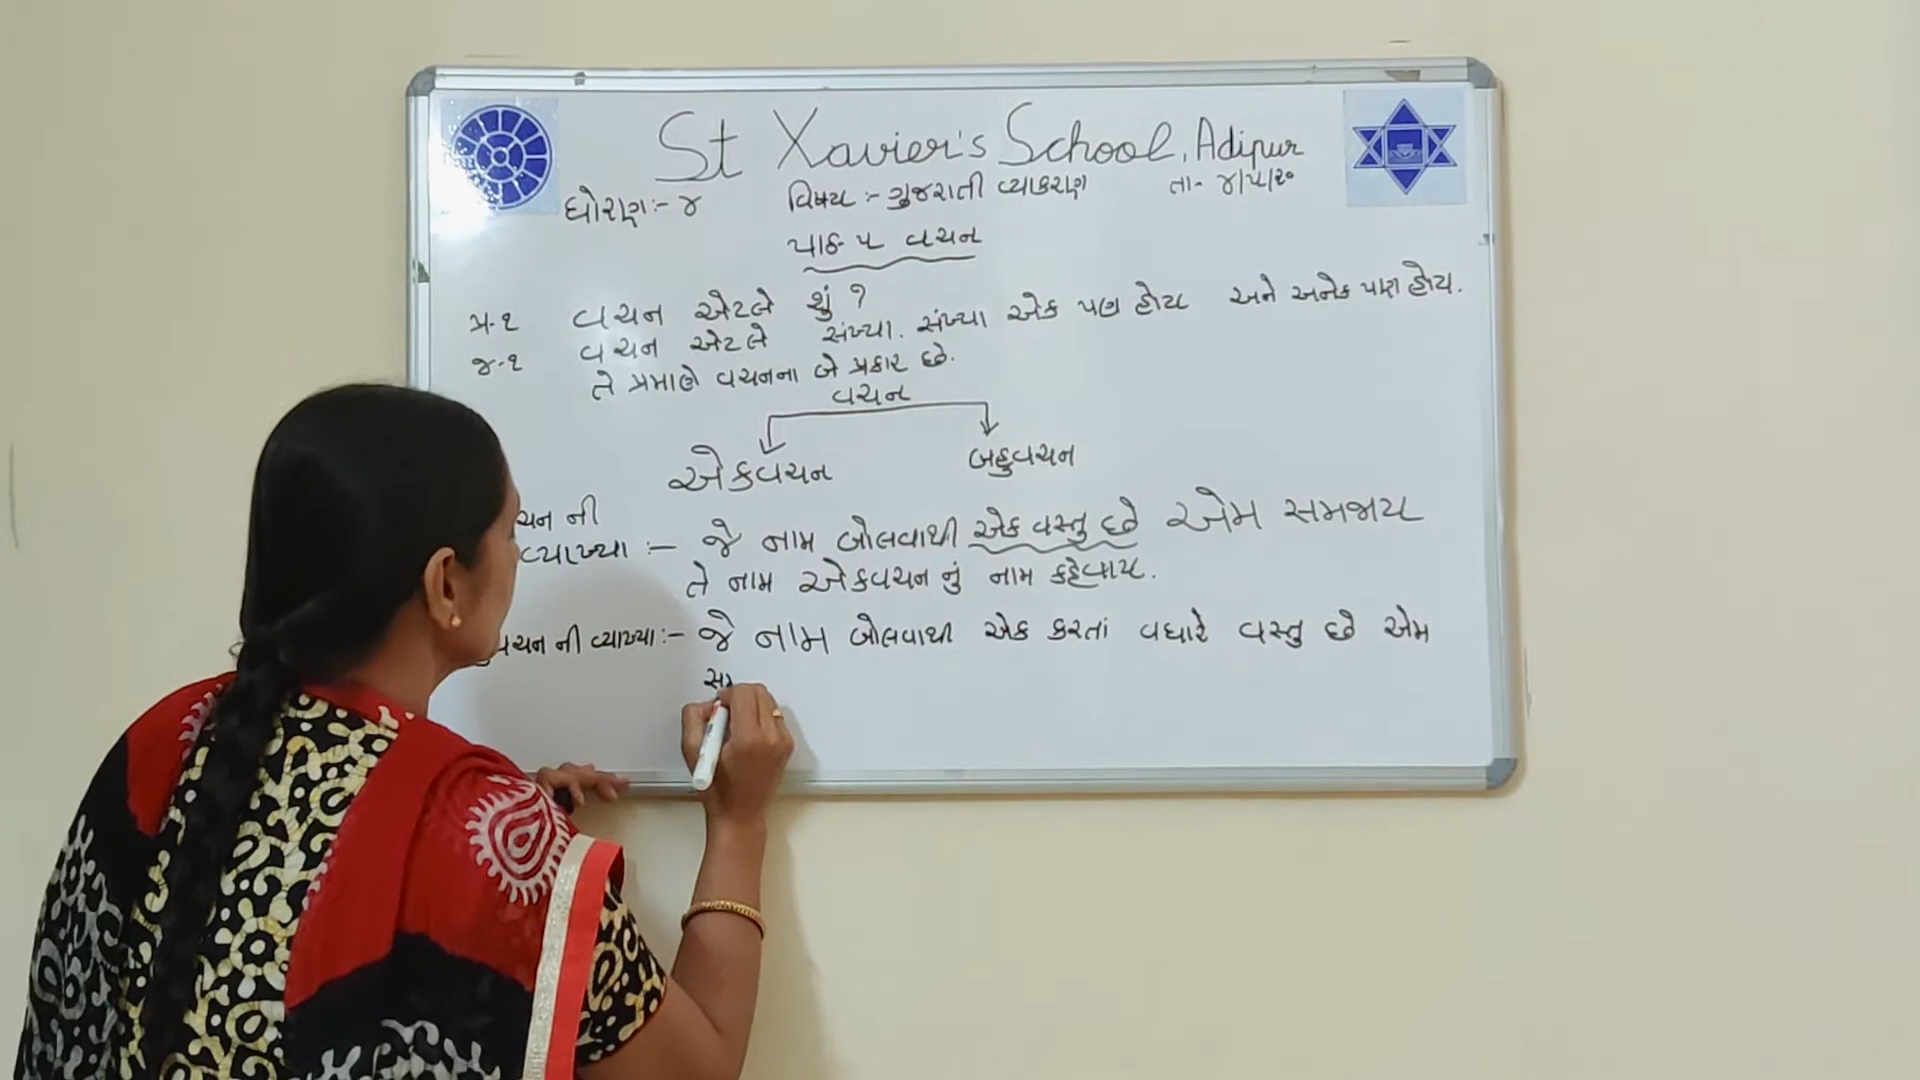 St Xavier's School, Adipur
ધોરણ:- ૪ વિષય :- ગુજરાતી વ્યાકરણ તા- ૪/૫/૨૦
પાઠ ૫ વચન
પ્ર-૧ વચન એટલે શું ?
જ-૧ વચન એટલે સંખ્યા. સંખ્યા એક પણ હોય અને અનેક પણ હોય.
તે પ્રમાણે વચનના બે પ્રકાર છે.
વચન
એકવચન બહુવચન
ચન ની
વ્યાખ્યા :- જે નામ બોલવાથી એક વસ્તુ છે એમ સમજાય
તે નામ એકવચન નું નામ કહેવાય.
વચન ની વ્યાખ્યા:- જે નામ બોલવાથી એક કરતાં વધારે વસ્તુ છે એમ